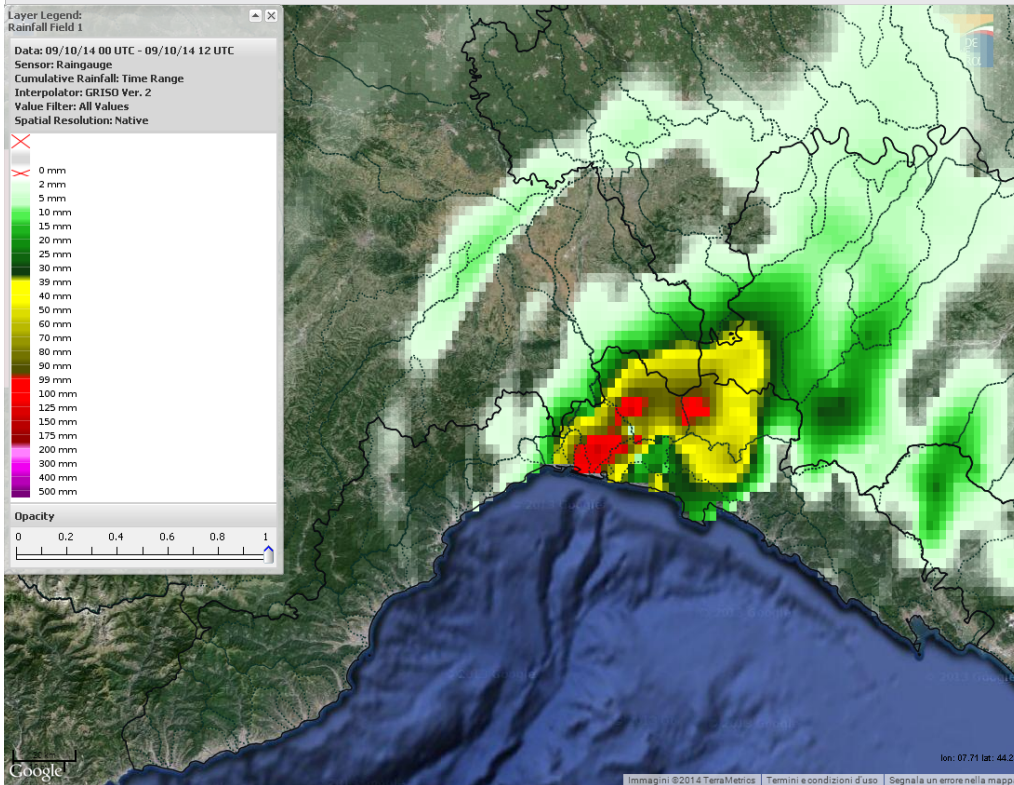 Layer Legend:
Rainfall Field 1
Data: 09/10/14 00 UTC - 09/10/14 12 UTC
Sensor: Raingauge
Cumulative Rainfall: Time Range
Interpolator: GRISO Ver. 2
Value Filter: All Values
Spatial Resolution: Native
0 mm
2 mm
5 mm
10 mm
15 mm
20 mm
25 mm
30 mm
39 mm
40 mm
50 mm
60 mm
70 mm
80 mm
90 mm
99 mm
100 mm
125 mm
150 mm
175 mm
200 mm
300 mm
400 mm
500 mm
Opacity
0 0.2 0.4 0.6 0.8 1
lon: 07.71 lat: 44.2
Google
Immagini ©2014 TerraMetrics
Termini e condizioni d'uso
Segnala un errore nella mappa